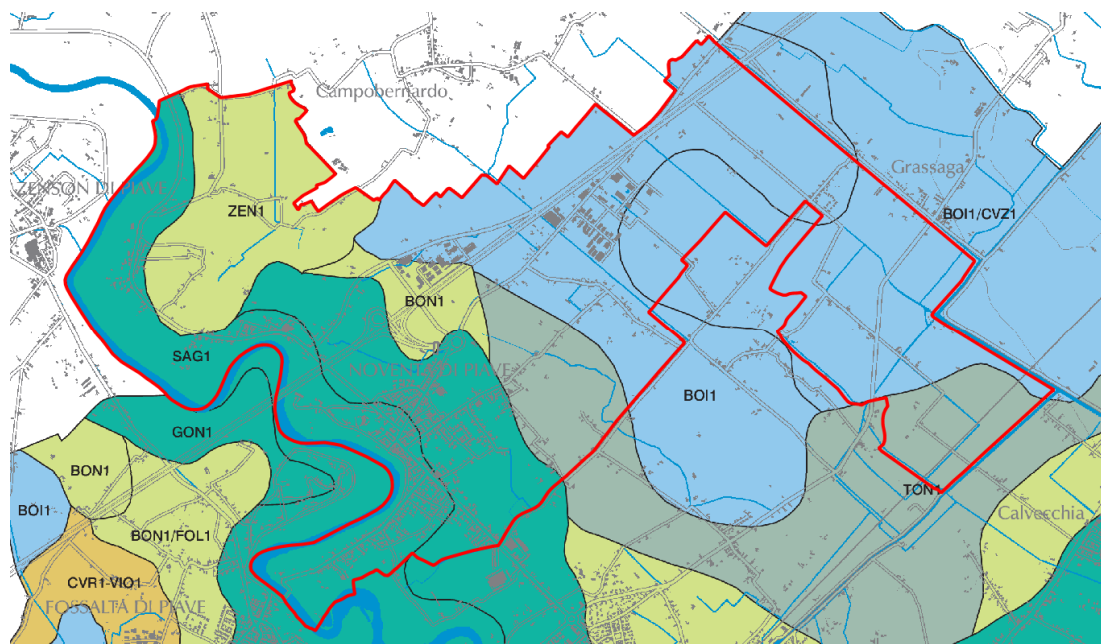 Campobernardo
Grassaga
ZENSON DI PIAVE
ZEN1
BOI1/CVZ1
BON1
SAG1
NOVENTA DI PIAVE
BOI1
GON1
BON1
TON1
BOI1
Calvecchia
BON1/FOL1
CVR1-VIO1
FOSSALTA DI PIAVE